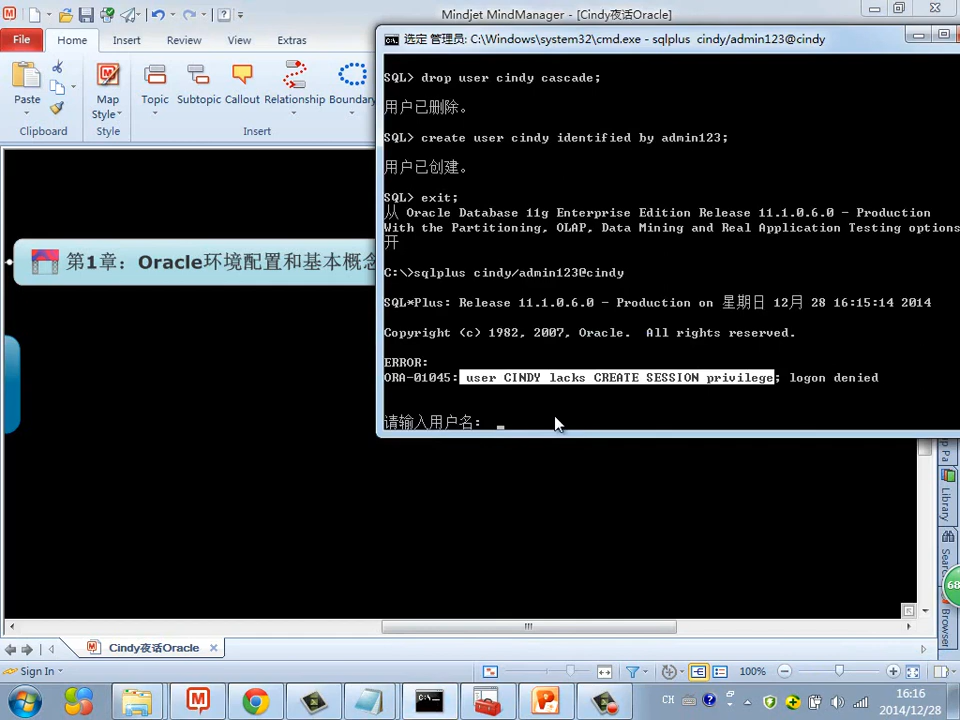 Mindjet MindManager - [Cindy夜话Oracle]
File
Home
Insert
Review
View
Extras
Paste
Map
Style
Topic
Subtopic
Callout
Relationship
Boundary
Clipboard
Style
Insert
选定 管理员: C:\Windows\system32\cmd.exe - sqlplus cindy/admin123@cindy
SQL> drop user cindy cascade;
用户已删除。
SQL> create user cindy identified by admin123;
用户已创建。
SQL> exit;
从 Oracle Database 11g Enterprise Edition Release 11.1.0.6.0 - Production
With the Partitioning, OLAP, Data Mining and Real Application Testing options
开
C:\>sqlplus cindy/admin123@cindy
SQL*Plus: Release 11.1.0.6.0 - Production on 星期日 12月 28 16:15:14 2014
Copyright (c) 1982, 2007, Oracle. All rights reserved.
ERROR:
ORA-01045: user CINDY lacks CREATE SESSION privilege; logon denied
请输入用户名:
第1章：Oracle环境配置和基本概念
Library
Browser
68
Cindy夜话Oracle
Sign In
100%
CH
16:16
2014/12/28